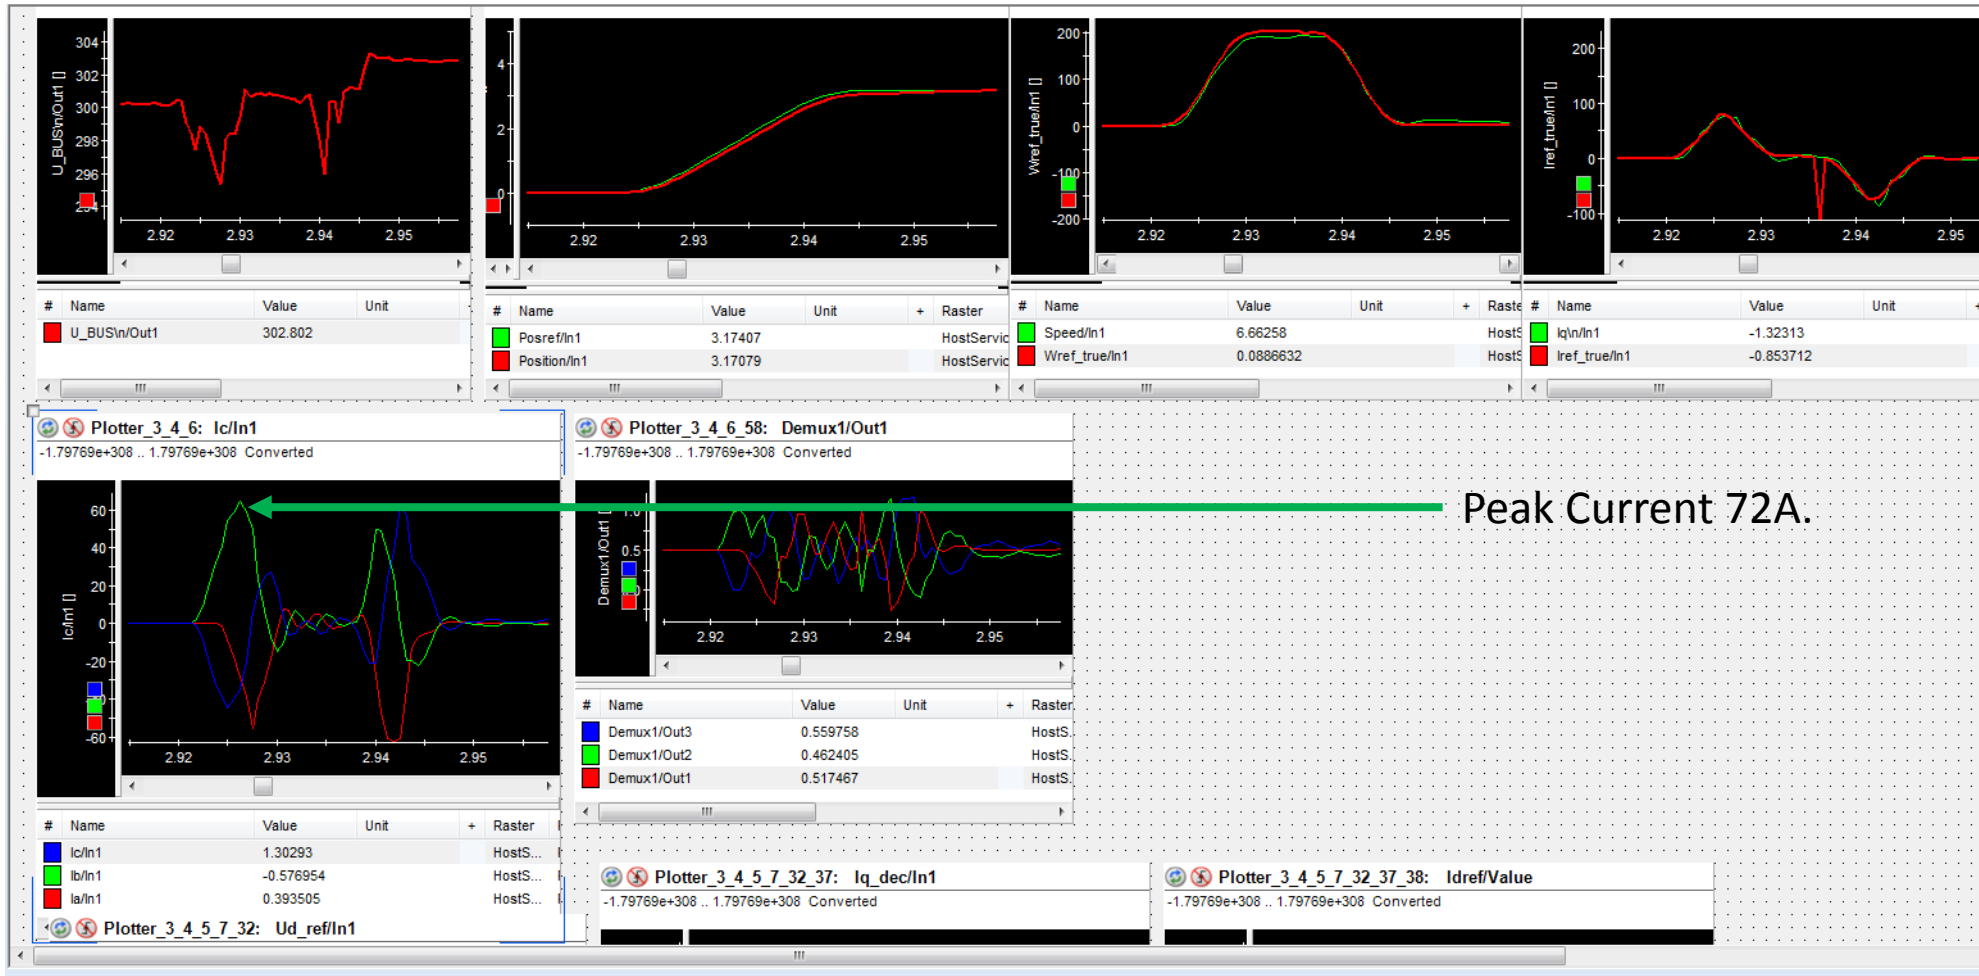 304
302
300
298
296
294
U_BUS\n/Out1 []
2.92 2.93 2.94 2.95
# Name Value Unit
U_BUS\n/Out1 302.802
4
2
0
2.92 2.93 2.94 2.95
# Name Value Unit + Raster
Posref/In1 3.17407 HostServic
Position/In1 3.17079 HostServic
200
100
0
-100
-200
Wref_true/In1 []
2.92 2.93 2.94 2.95
# Name Value Unit + Raste
Speed/In1 6.66258 HostS
Wref_true/In1 0.0886632 HostS
200
100
0
-100
Iref_true/In1 []
2.92 2.93 2.94 2.95
# Name Value Unit +
Iq\n/In1 -1.32313
Iref_true/In1 -0.853712
Plotter_3_4_6: Ic/In1
-1.79769e+308 .. 1.79769e+308 Converted
60
40
20
0
-20
-60
Ic/In1 []
2.92 2.93 2.94 2.95
# Name Value Unit + Raster
Ic/In1 1.30293 HostS...
Ib/In1 -0.576954 HostS...
Ia/In1 0.393505 HostS...
Plotter_3_4_6_58: Demux1/Out1
-1.79769e+308 .. 1.79769e+308 Converted
1.0
0.5
Demux1/Out1 []
2.92 2.93 2.94 2.95
# Name Value Unit + Raster
Demux1/Out3 0.559758 HostS.
Demux1/Out2 0.462405 HostS.
Demux1/Out1 0.517467 HostS.
Peak Current 72A.
Plotter_3_4_5_7_32: Ud_ref/In1
Plotter_3_4_5_7_32_37: Iq_dec/In1
-1.79769e+308 .. 1.79769e+308 Converted
Plotter_3_4_5_7_32_37_38: Idref/Value
-1.79769e+308 .. 1.79769e+308 Converted